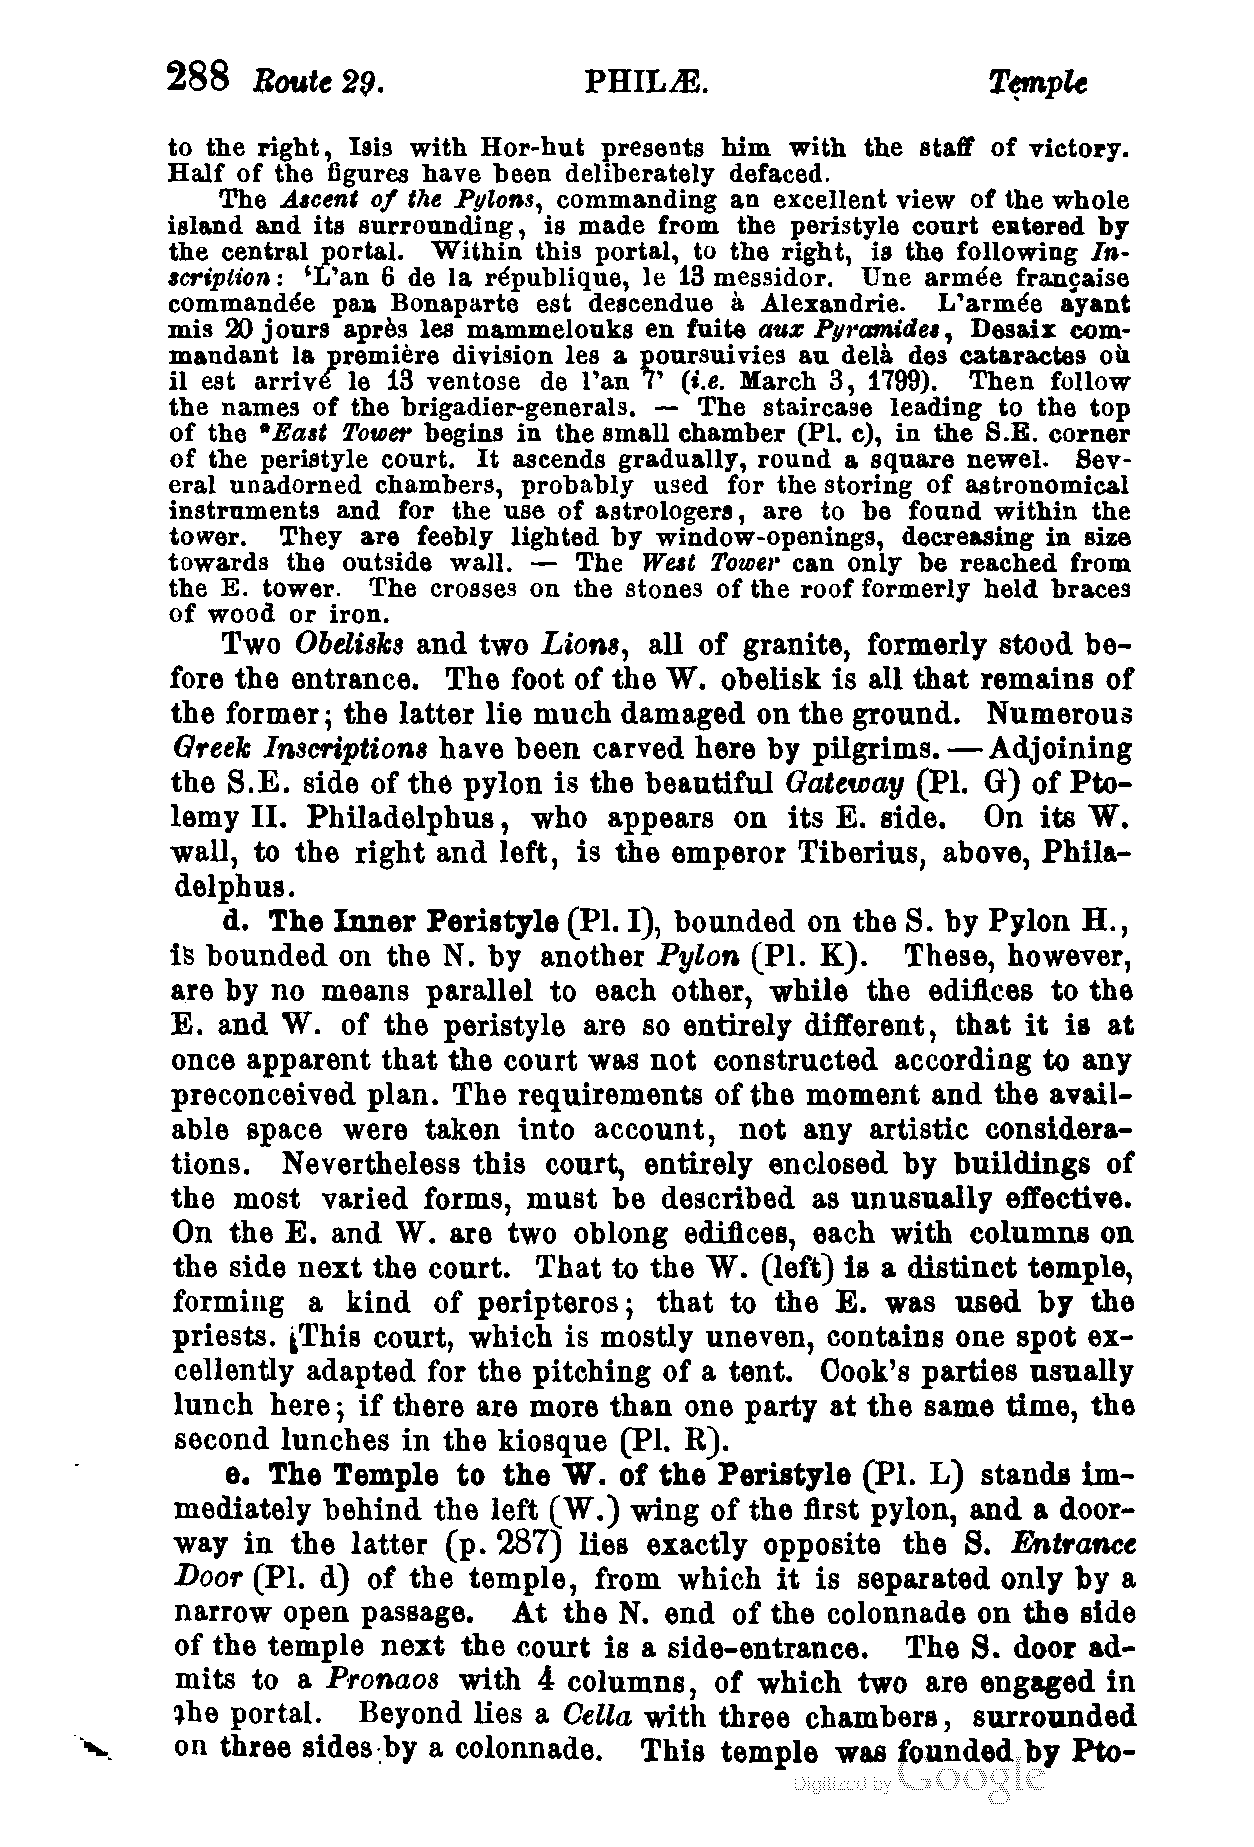 288 Route 29. PHILÆ. Temple
to the right, Isis with Hor-hut presents him with the staff of victory.
Half of the figures have been deliberately defaced.
The Ascent of the Pylons, commanding an excellent view of the whole
island and its surrounding, is made from the peristyle court entered by
the central portal. Within this portal, to the right, is the following In-
scription: ‘L'an 6 de la république, le 13 messidor. Une armée française
commandée pan Bonaparte est descendue à Alexandrie. L'armée ayant
mis 20 jours après les mammelouks en fuite aux Pyramides, Desaix com-
mandant la première division les a poursuivies au delà des cataractes où
il est arrivé le 13 ventose de l'an 7’ (i.e. March 3, 1799). Then follow
the names of the brigadier-generals. — The staircase leading to the top
of the *East Tower begins in the small chamber (Pl. c), in the S.E. corner
of the peristyle court. It ascends gradually, round a square newel. Sev-
eral unadorned chambers, probably used for the storing of astronomical
instruments and for the use of astrologers, are to be found within the
tower. They are feebly lighted by window-openings, decreasing in size
towards the outside wall. — The West Tower can only be reached from
the E. tower. The crosses on the stones of the roof formerly held braces
of wood or iron.
Two Obelisks and two Lions, all of granite, formerly stood be-
fore the entrance. The foot of the W. obelisk is all that remains of
the former; the latter lie much damaged on the ground. Numerous
Greek Inscriptions have been carved here by pilgrims. — Adjoining
the S.E. side of the pylon is the beautiful Gateway (Pl. G) of Pto-
lemy II. Philadelphus, who appears on its E. side. On its W.
wall, to the right and left, is the emperor Tiberius, above, Phila-
delphus.
d. The Inner Peristyle (Pl. I), bounded on the S. by Pylon H.,
is bounded on the N. by another Pylon (Pl. K). These, however,
are by no means parallel to each other, while the edifices to the
E. and W. of the peristyle are so entirely different, that it is at
once apparent that the court was not constructed according to any
preconceived plan. The requirements of the moment and the avail-
able space were taken into account, not any artistic considera-
tions. Nevertheless this court, entirely enclosed by buildings of
the most varied forms, must be described as unusually effective.
On the E. and W. are two oblong edifices, each with columns on
the side next the court. That to the W. (left) is a distinct temple,
forming a kind of peripteros; that to the E. was used by the
priests. This court, which is mostly uneven, contains one spot ex-
cellently adapted for the pitching of a tent. Cook's parties usually
lunch here; if there are more than one party at the same time, the
second lunches in the kiosque (Pl. R).
e. The Temple to the W. of the Peristyle (Pl. L) stands im-
mediately behind the left (W.) wing of the first pylon, and a door-
way in the latter (p. 287) lies exactly opposite the S. Entrance
Door (Pl. d) of the temple, from which it is separated only by a
narrow open passage. At the N. end of the colonnade on the side
of the temple next the court is a side-entrance. The S. door ad-
mits to a Pronaos with 4 columns, of which two are engaged in
the portal. Beyond lies a Cella with three chambers, surrounded
on three sides by a colonnade. This temple was founded by Pto-
Digitized by Google